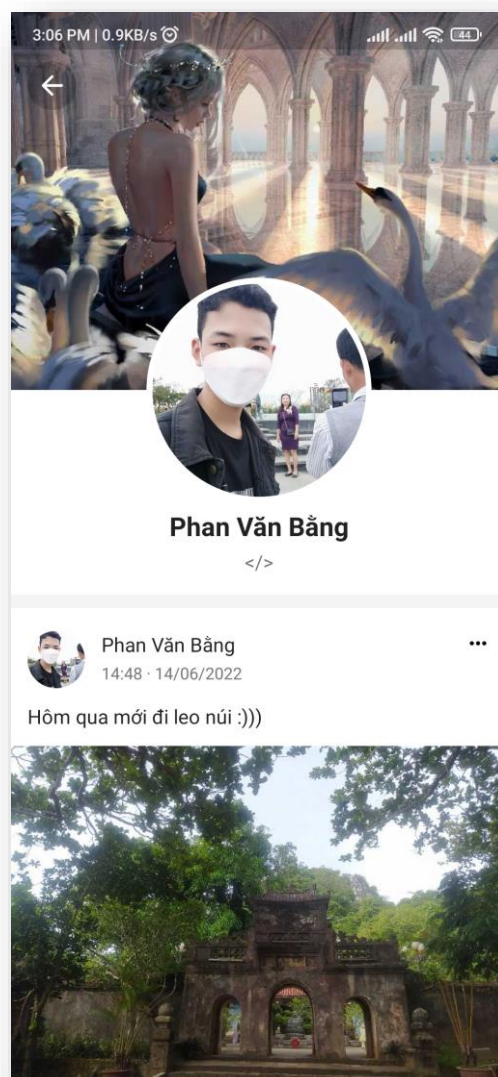 3:06 PM | 0.9KB/s
44
Phan Văn Bằng
</>
Phan Văn Bằng
14:48 · 14/06/2022
Hôm qua mới đi leo núi :)))